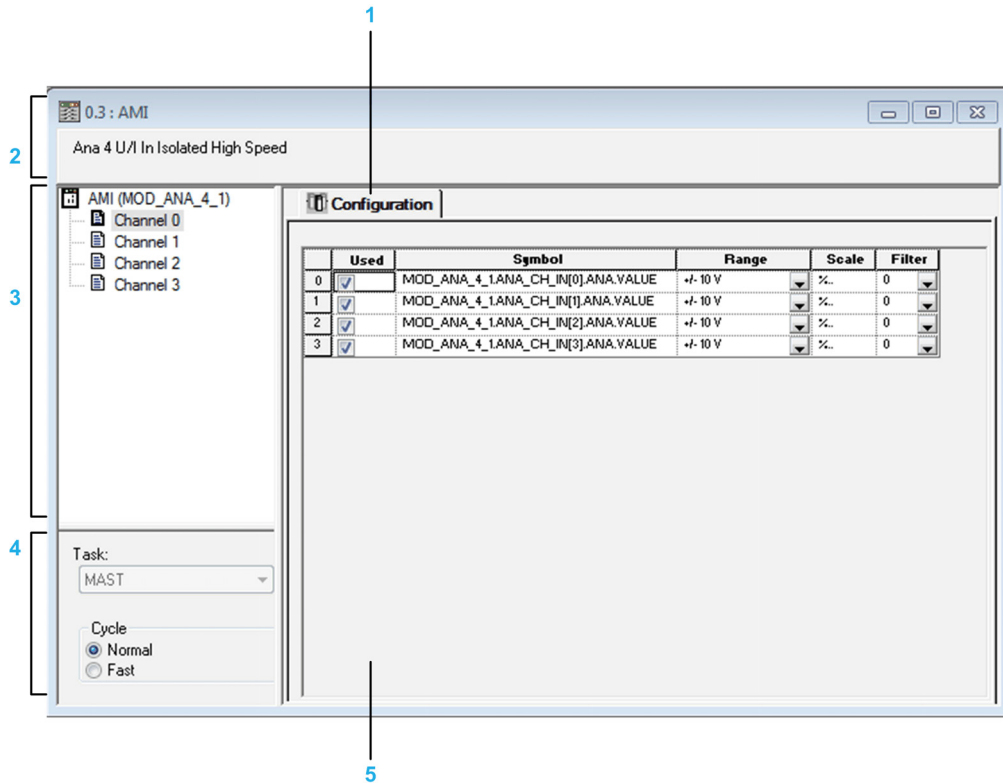 1
0.3 : AMI
2
Ana 4 U/I In Isolated High Speed
3
AMI (MOD_ANA_4_1)
Channel 0
Channel 1
Channel 2
Channel 3
Configuration
Used Symbol Range Scale Filter
0 MOD_ANA_4_1.ANA_CH_IN[0].ANA.VALUE +/- 10 V %.. 0
1 MOD_ANA_4_1.ANA_CH_IN[1].ANA.VALUE +/- 10 V %.. 0
2 MOD_ANA_4_1.ANA_CH_IN[2].ANA.VALUE +/- 10 V %.. 0
3 MOD_ANA_4_1.ANA_CH_IN[3].ANA.VALUE +/- 10 V %.. 0
4
Task:
MAST
Cycle
Normal
Fast
5